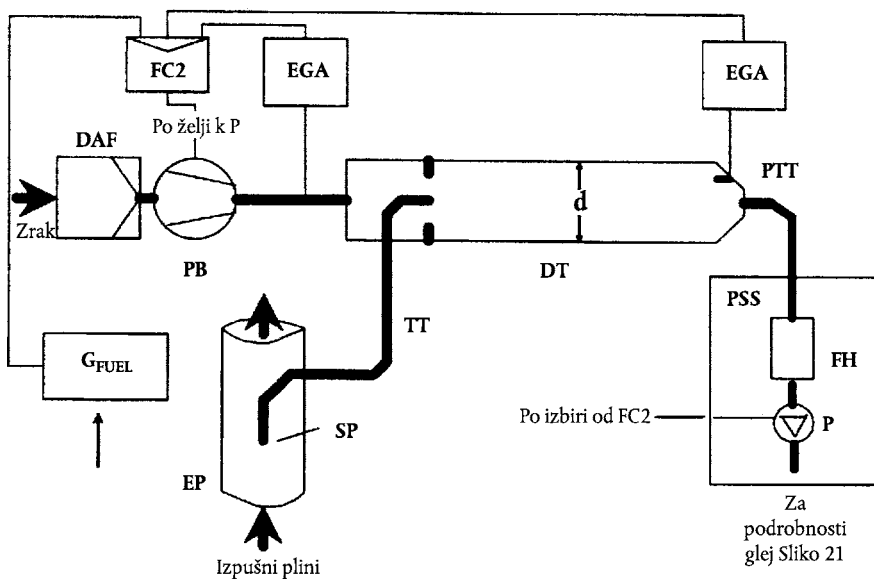 FC2
EGA
EGA
Po želji k P
DAF
PTT
d
Zrak
PB
DT
PSS
TT
G_FUEL
FH
Po izbiri od FC2
P
SP
EP
Za
podrobnosti
glej Sliko 21
Izpušni plini